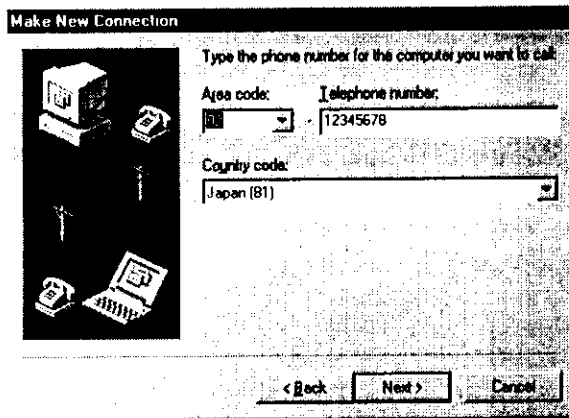 Make New Connection
Type the phone number for the computer you want to call:
Area code: Telephone number:
- 12345678
Country code:
Japan (81)
< Back Next > Cancel